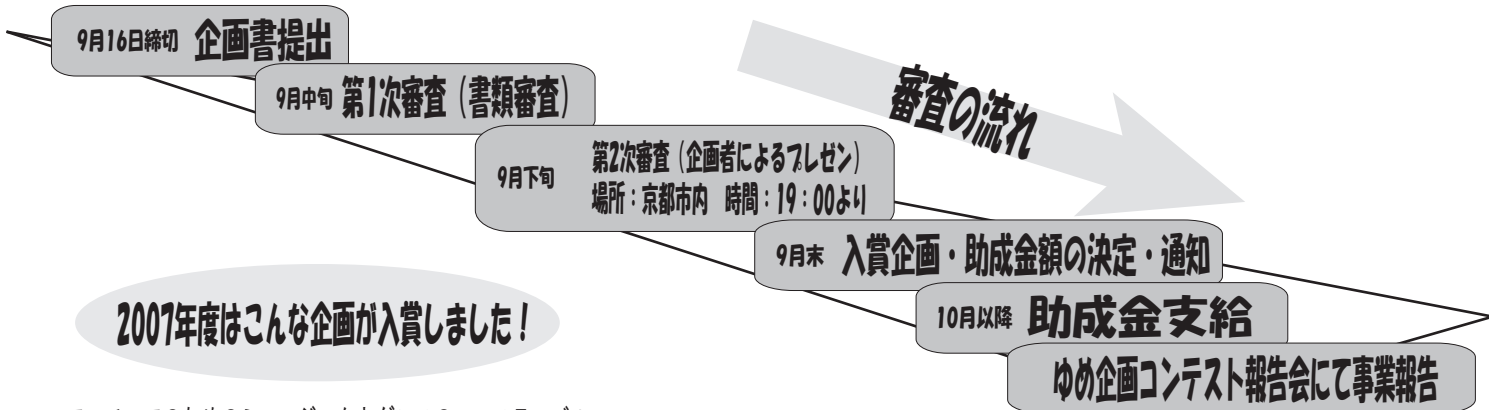 9月16日締切 企画書提出
9月中旬 第1次審査（書類審査）
審査の流れ
9月下旬 第2次審査（企画者によるプレゼン）
場所：京都市内 時間：19：00より
9月末 入賞企画・助成金額の決定・通知
10月以降 助成金支給
ゆめ企画コンテスト報告会にて事業報告
2007年度はこんな企画が入賞しました！